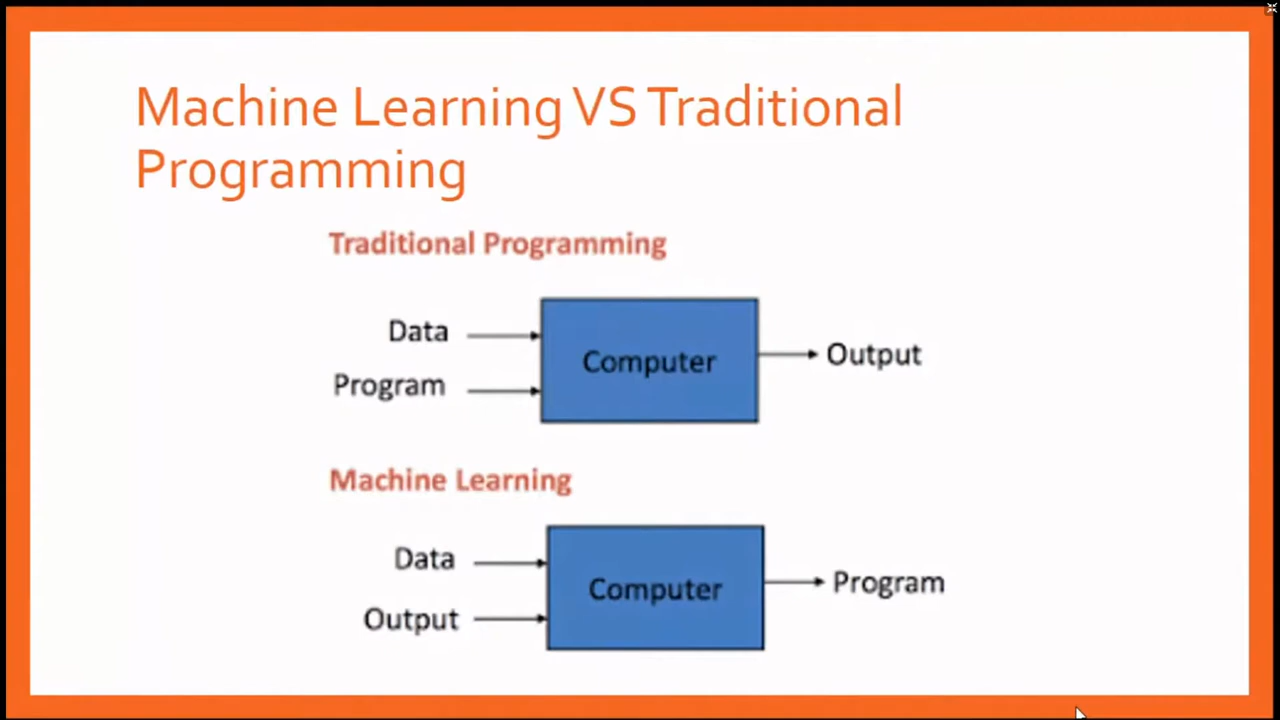 Machine Learning VS Traditional
Programming
Traditional Programming
Data
Program
Computer
Output
Machine Learning
Data
Output
Computer
Program